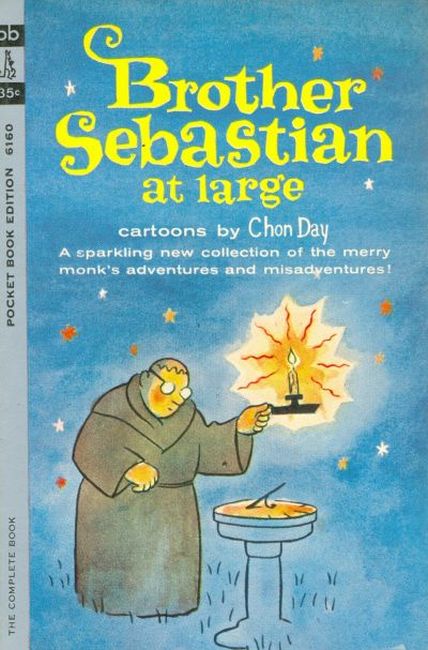 pb
35c
POCKET BOOK EDITION 6160
THE COMPLETE BOOK
Brother
Sebastian
at large
cartoons by Chon Day
A sparkling new collection of the merry
monk's adventures and misadventures!